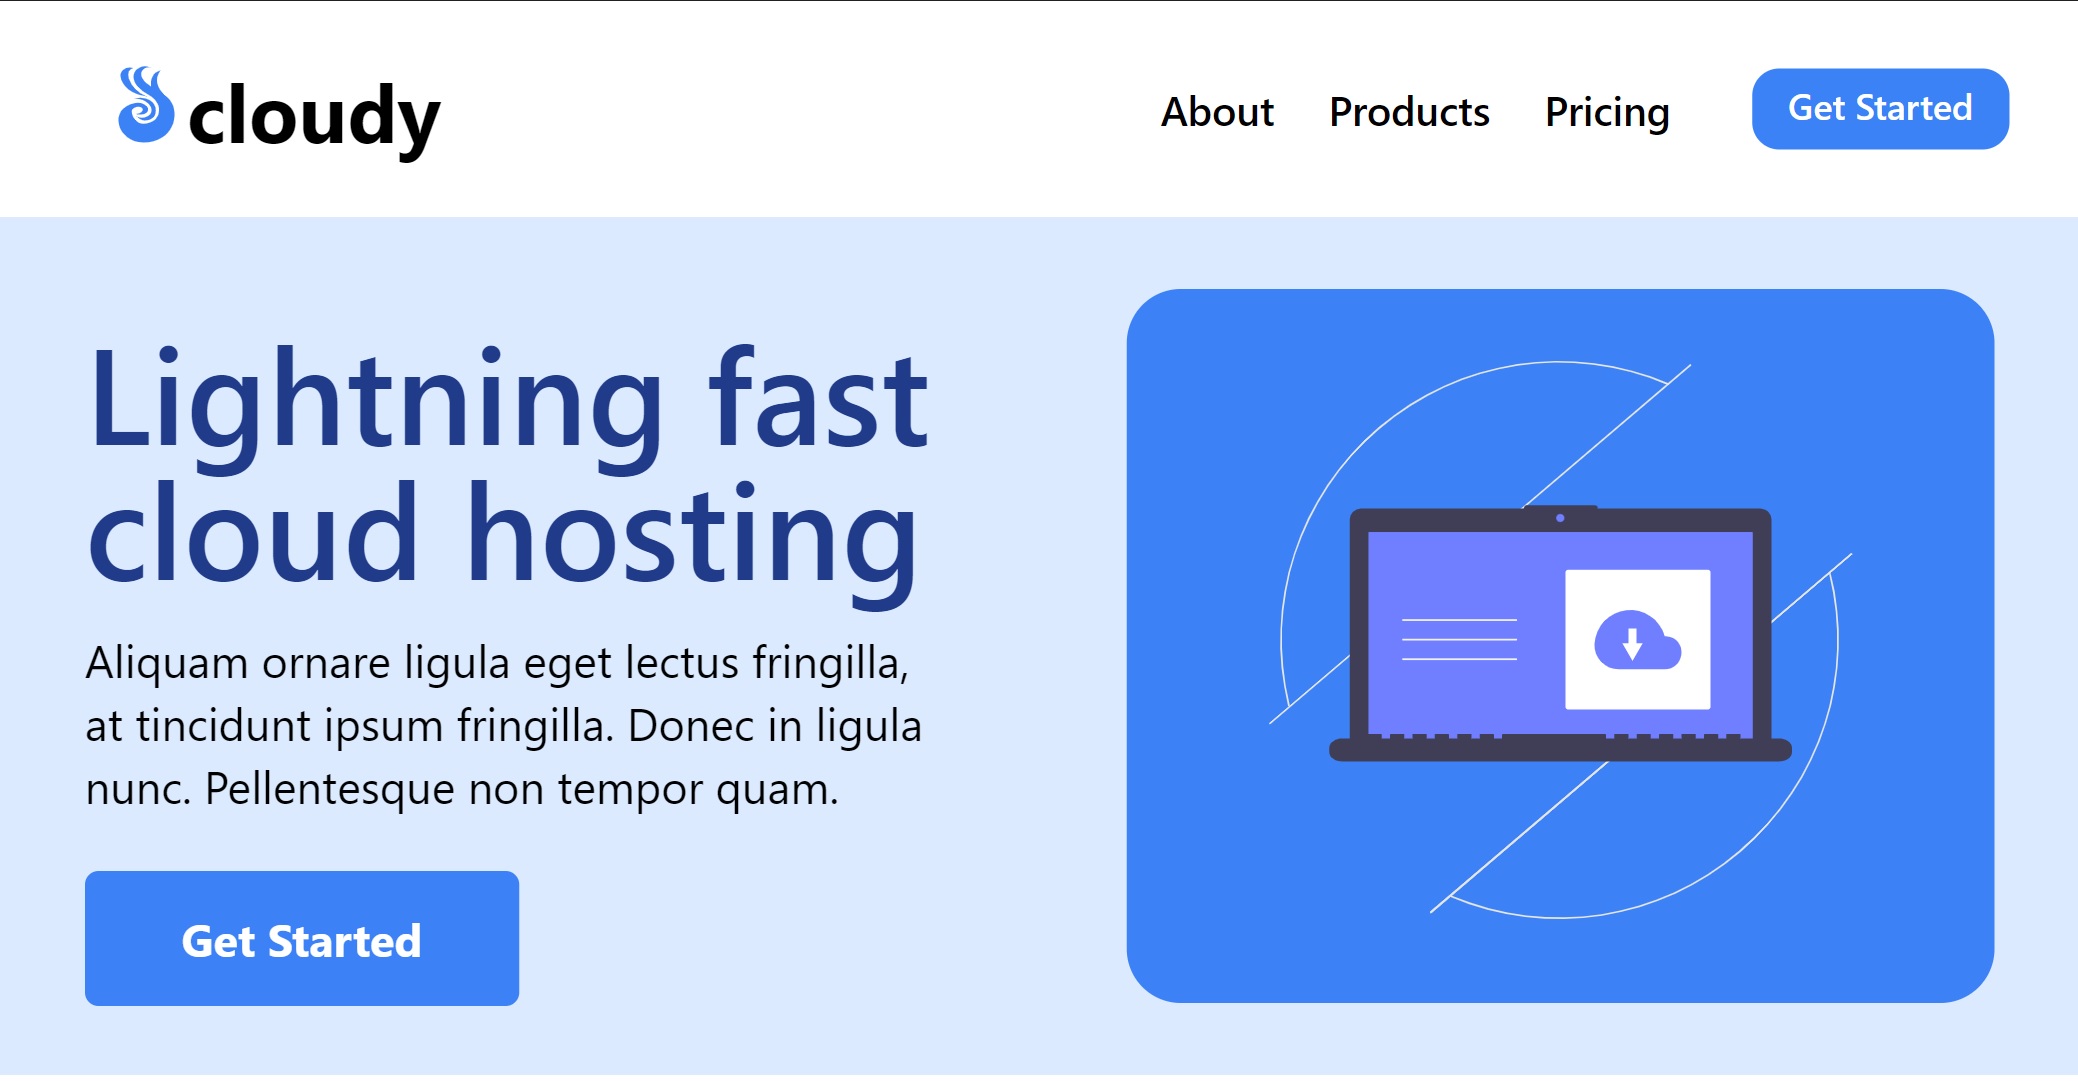 cloudy
About
Products
Pricing
Get Started
Lightning fast
cloud hosting
Aliquam ornare ligula eget lectus fringilla,
at tincidunt ipsum fringilla. Donec in ligula
nunc. Pellentesque non tempor quam.
Get Started